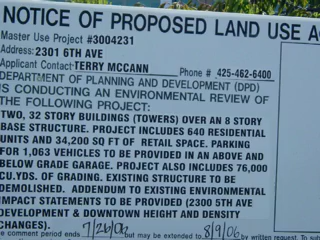 NOTICE OF PROPOSED LAND USE A
Master Use Project #3004231
Address: 2301 6TH AVE
Applicant Contact: TERRY MCCANN Phone # 425-462-6400
DEPARTMENT OF PLANNING AND DEVELOPMENT (DPD)
IS CONDUCTING AN ENVIRONMENTAL REVIEW OF
THE FOLLOWING PROJECT:
TWO, 32 STORY BUILDINGS (TOWERS) OVER AN 8 STORY
BASE STRUCTURE. PROJECT INCLUDES 640 RESIDENTIAL
UNITS AND 34,200 SQ FT OF RETAIL SPACE. PARKING
FOR 1,063 VEHICLES TO BE PROVIDED IN AN ABOVE AND
BELOW GRADE GARAGE. PROJECT ALSO INCLUDES 76,000
CU.YDS. OF GRADING. EXISTING STRUCTURE TO BE
DEMOLISHED. ADDENDUM TO EXISTING ENVIRONMENTAL
IMPACT STATEMENTS TO BE PROVIDED (2300 5TH AVE
DEVELOPMENT & DOWNTOWN HEIGHT AND DENSITY
CHANGES).
comment period ends 7/26/06 but may be extended to 8/9/06 by written request. To